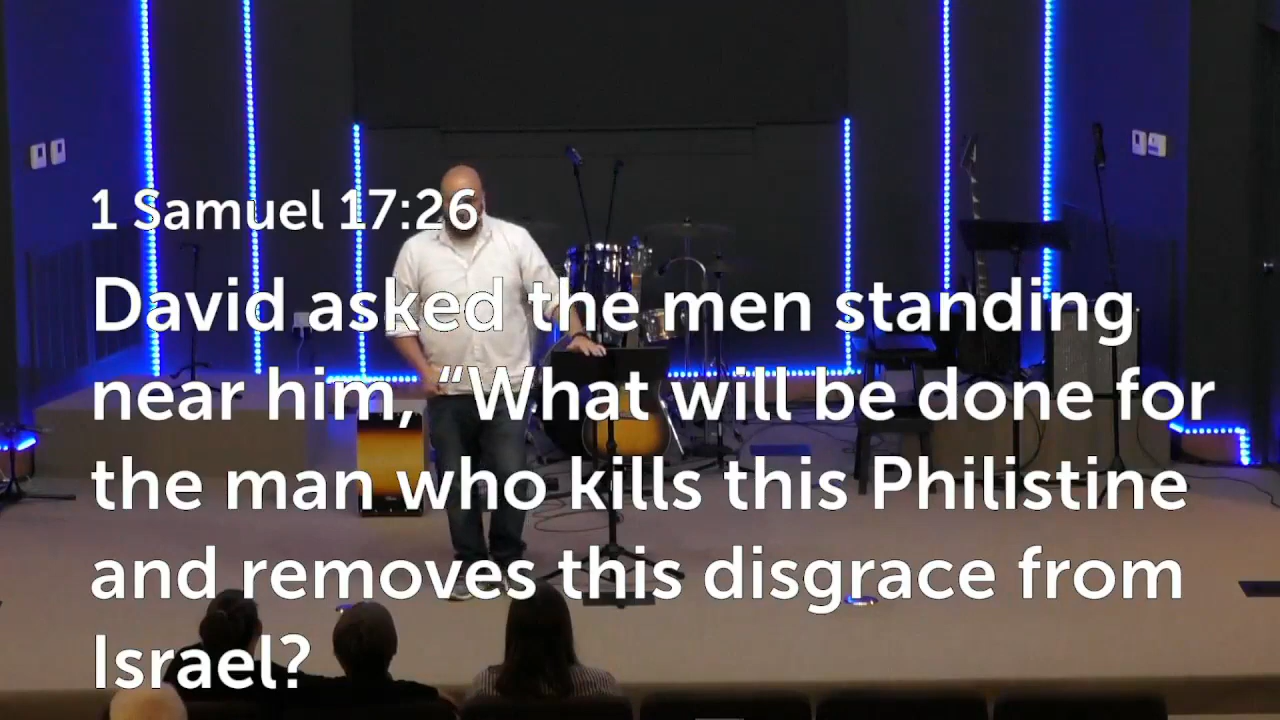 1 Samuel 17:26
David asked the men standing
near him, “What will be done for
the man who kills this Philistine
and removes this disgrace from
Israel?